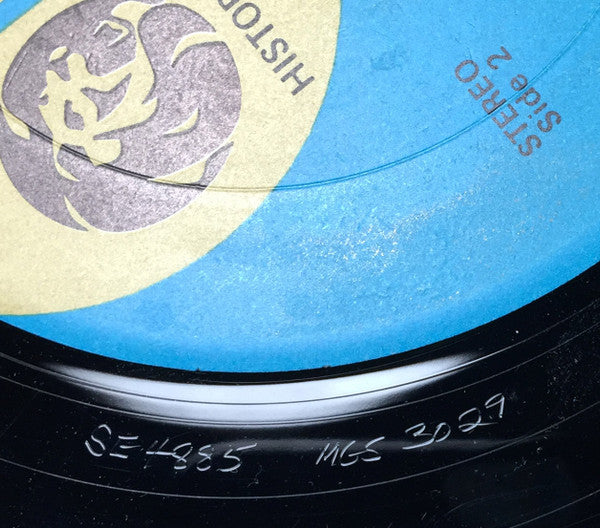 HISTOR
STEREO
Side 2
SE 4885 MGS 3029